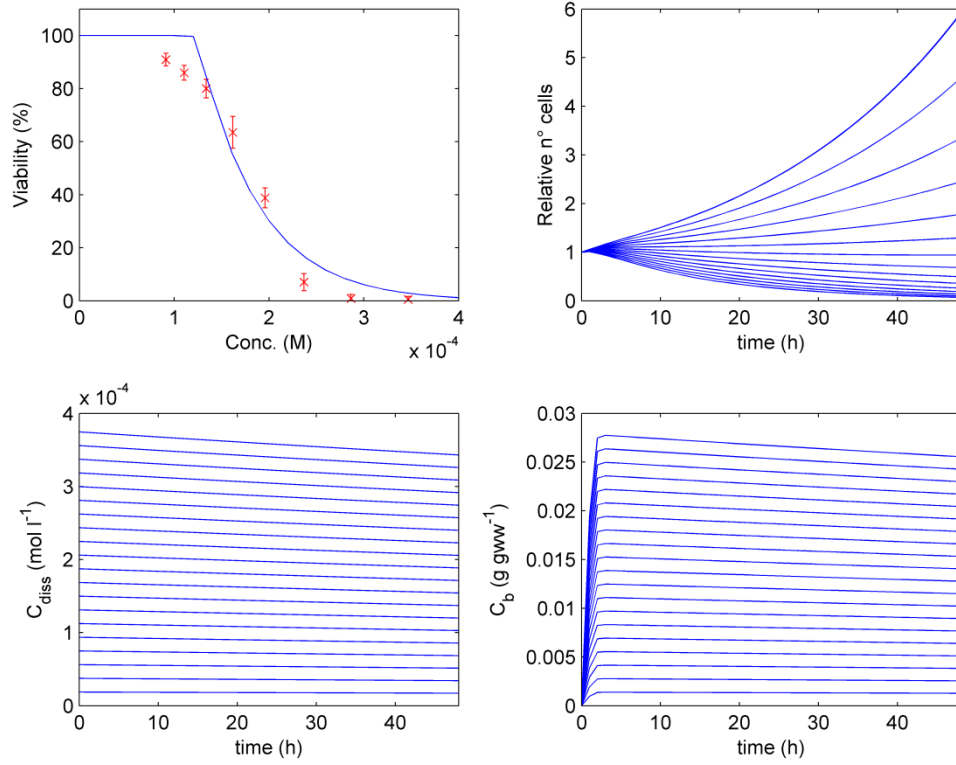 100
80
60
40
20
0
0 1 2 3 4
x 10⁻⁴
Viability (%)
Conc. (M)
6
5
4
3
2
1
0
0 10 20 30 40
Relative n° cells
time (h)
x 10⁻⁴
4
3
2
1
0
0 10 20 30 40
C_diss (mol l⁻¹)
time (h)
0.03
0.025
0.02
0.015
0.01
0.005
0
0 10 20 30 40
C_b (g gww⁻¹)
time (h)